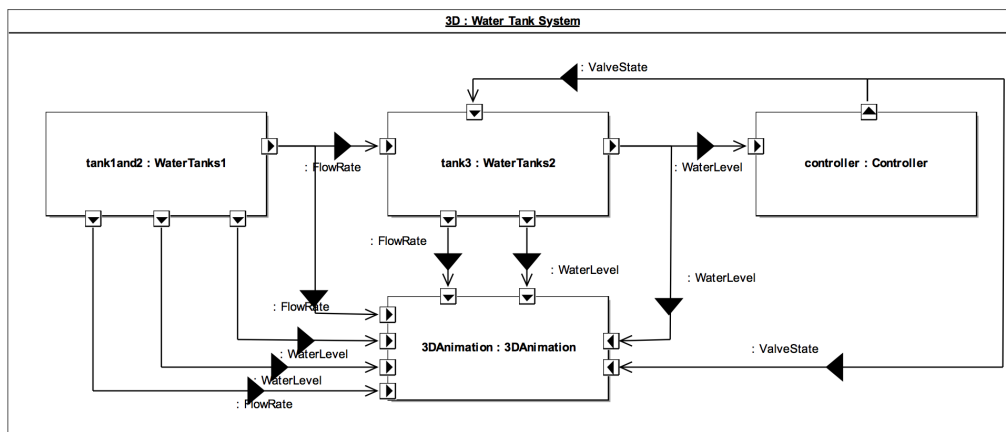 3D : Water Tank System
: ValveState
tank1and2 : WaterTanks1
: FlowRate
tank3 : WaterTanks2
: WaterLevel
controller : Controller
: FlowRate
: WaterLevel
: WaterLevel
: FlowRate
3DAnimation : 3DAnimation
: ValveState
: WaterLevel
: WaterLevel
: FlowRate